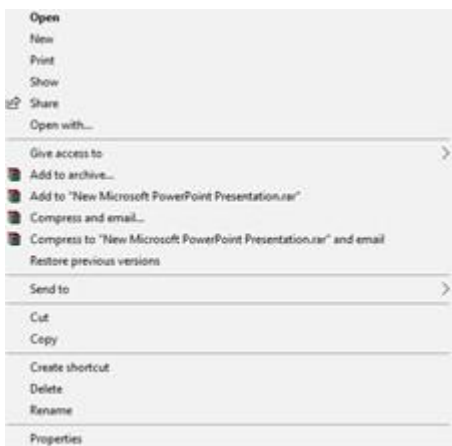 Open
New
Print
Show
Share
Open with...
Give access to
Add to archive...
Add to "New Microsoft PowerPoint Presentation.rar"
Compress and email...
Compress to "New Microsoft PowerPoint Presentation.rar" and email
Restore previous versions
Send to
Cut
Copy
Create shortcut
Delete
Rename
Properties